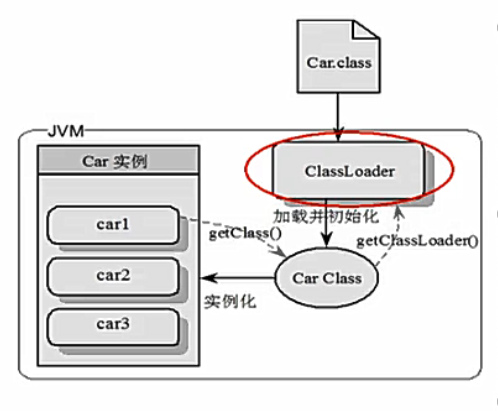 Car.class
JVM
Car 实例
ClassLoader
加载并初始化
car1
getClass()
getClassLoader()
car2
Car Class
实例化
car3